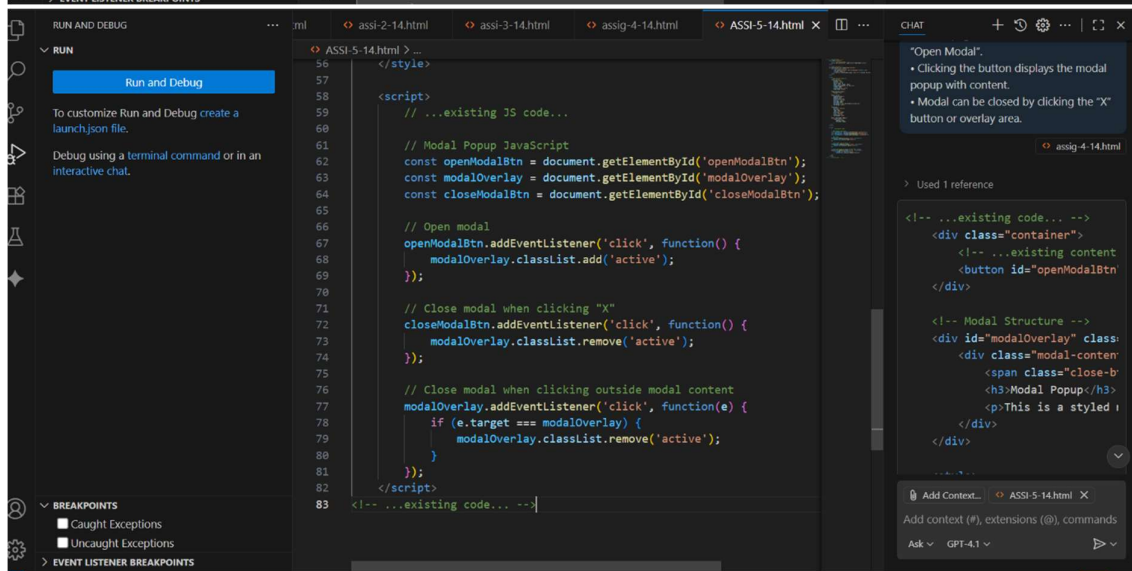 EVENT LISTENER BREAKPOINTS
RUN AND DEBUG
RUN
Run and Debug
To customize Run and Debug create a
launch.json file.
Debug using a terminal command or in an
interactive chat.
BREAKPOINTS
Caught Exceptions
Uncaught Exceptions
EVENT LISTENER BREAKPOINTS
ml assi-2-14.html assi-3-14.html assig-4-14.html ASSI-5-14.html
ASSI-5-14.html > ...
56 </style>
57
58 <script>
59 // ...existing JS code...
60
61 // Modal Popup JavaScript
62 const openModalBtn = document.getElementById('openModalBtn');
63 const modalOverlay = document.getElementById('modalOverlay');
64 const closeModalBtn = document.getElementById('closeModalBtn');
65
66 // Open modal
67 openModalBtn.addEventListener('click', function() {
68 modalOverlay.classList.add('active');
69 });
70
71 // Close modal when clicking "X"
72 closeModalBtn.addEventListener('click', function() {
73 modalOverlay.classList.remove('active');
74 });
75
76 // Close modal when clicking outside modal content
77 modalOverlay.addEventListener('click', function(e) {
78 if (e.target === modalOverlay) {
79 modalOverlay.classList.remove('active');
80 }
81 });
82 </script>
83 <!-- ...existing code... -->
CHAT
"Open Modal".
• Clicking the button displays the modal
popup with content.
• Modal can be closed by clicking the "X"
button or overlay area.
assig-4-14.html
> Used 1 reference
<!-- ...existing code... -->
<div class="container">
<!-- ...existing content
<button id="openModalBtn"
</div>
<!-- Modal Structure -->
<div id="modalOverlay" class=
<div class="modal-conten
<span class="close-b
<h3>Modal Popup</h3>
<p>This is a styled
</div>
</div>
Add Context... ASSI-5-14.html
Add context (#), extensions (@), commands
Ask GPT-4.1